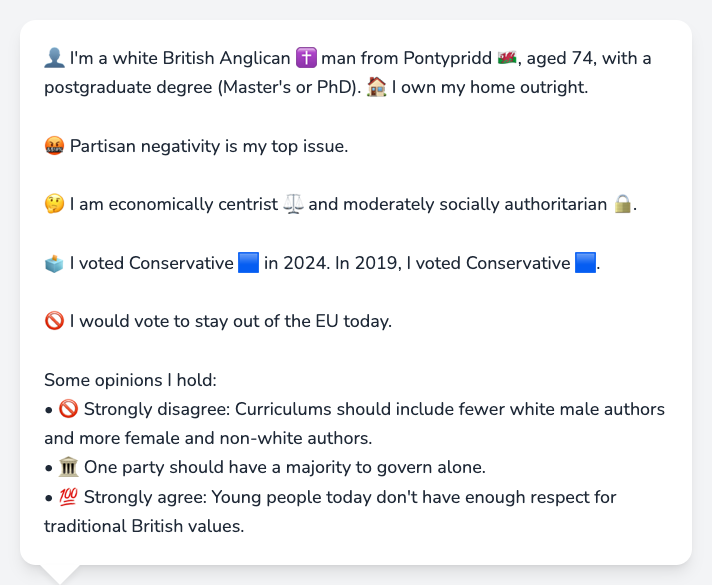 👤 I'm a white British Anglican ✝️ man from Pontypridd 🏴󠁧󠁢󠁷󠁬󠁳󠁿, aged 74, with a
postgraduate degree (Master's or PhD). 🏠 I own my home outright.
🤬 Partisan negativity is my top issue.
🤔 I am economically centrist ⚖️ and moderately socially authoritarian 🔒.
🗳️ I voted Conservative 🟦 in 2024. In 2019, I voted Conservative 🟦.
🚫 I would vote to stay out of the EU today.
Some opinions I hold:
• 🚫 Strongly disagree: Curriculums should include fewer white male authors
and more female and non-white authors.
• 🏛️ One party should have a majority to govern alone.
• 💯 Strongly agree: Young people today don't have enough respect for
traditional British values.